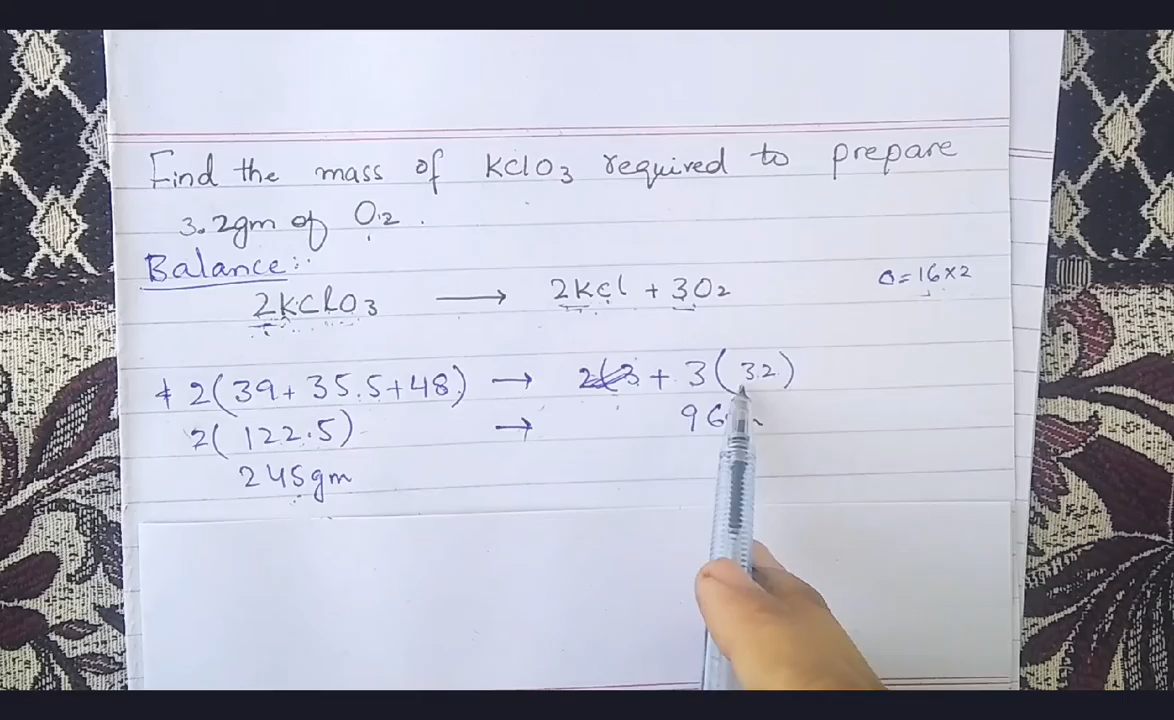 Find the mass of KClO3 required to prepare
3.2gm of O2.
Balance:
2KClO3 → 2KCl + 3O2
O=16×2
2(39+35.5+48) → + 3(32)
2(122.5) → 96
245gm